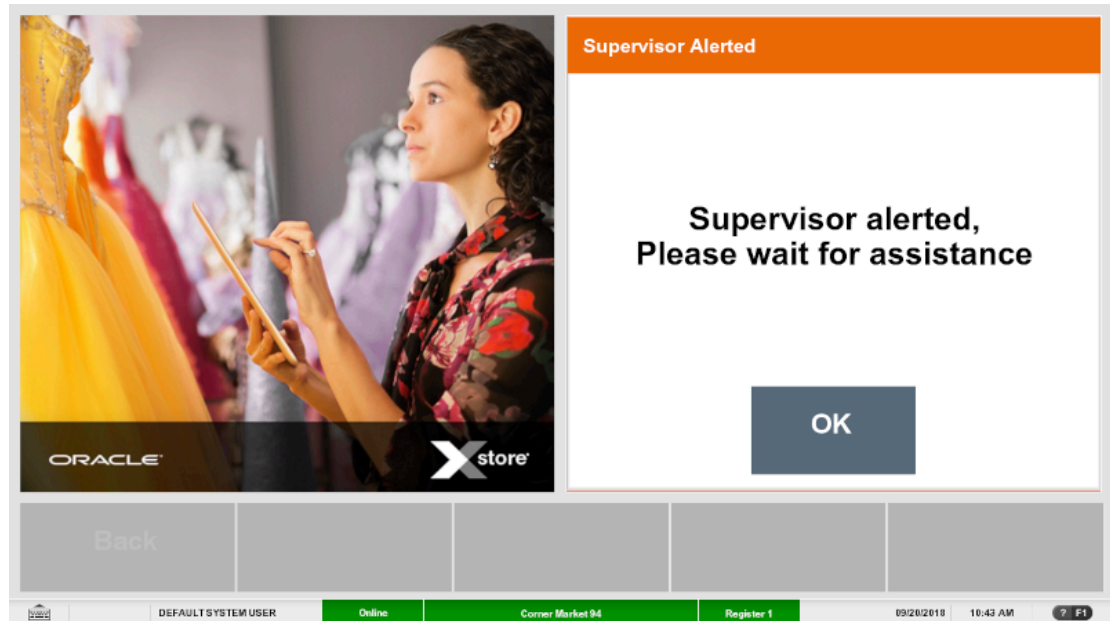 Supervisor Alerted
Supervisor alerted,
Please wait for assistance
OK
ORACLE
Xstore
Back
DEFAULT SYSTEM USER
Online
Corner Market 94
Register 1
09/20/2018
10:43 AM
? F1